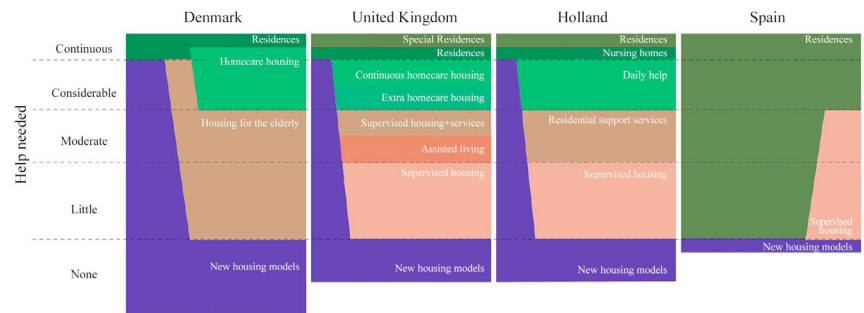 Denmark
United Kingdom
Holland
Spain
Help needed
Continuous
Considerable
Moderate
Little
None
Residences
Homecare housing
Housing for the elderly
New housing models
Special Residences
Residences
Continuous homecare housing
Extra homecare housing
Supervised housing+services
Assisted living
Supervised housing
New housing models
Residences
Nursing homes
Daily help
Residential support services
Supervised housing
New housing models
Residences
Supervised
housing
New housing models